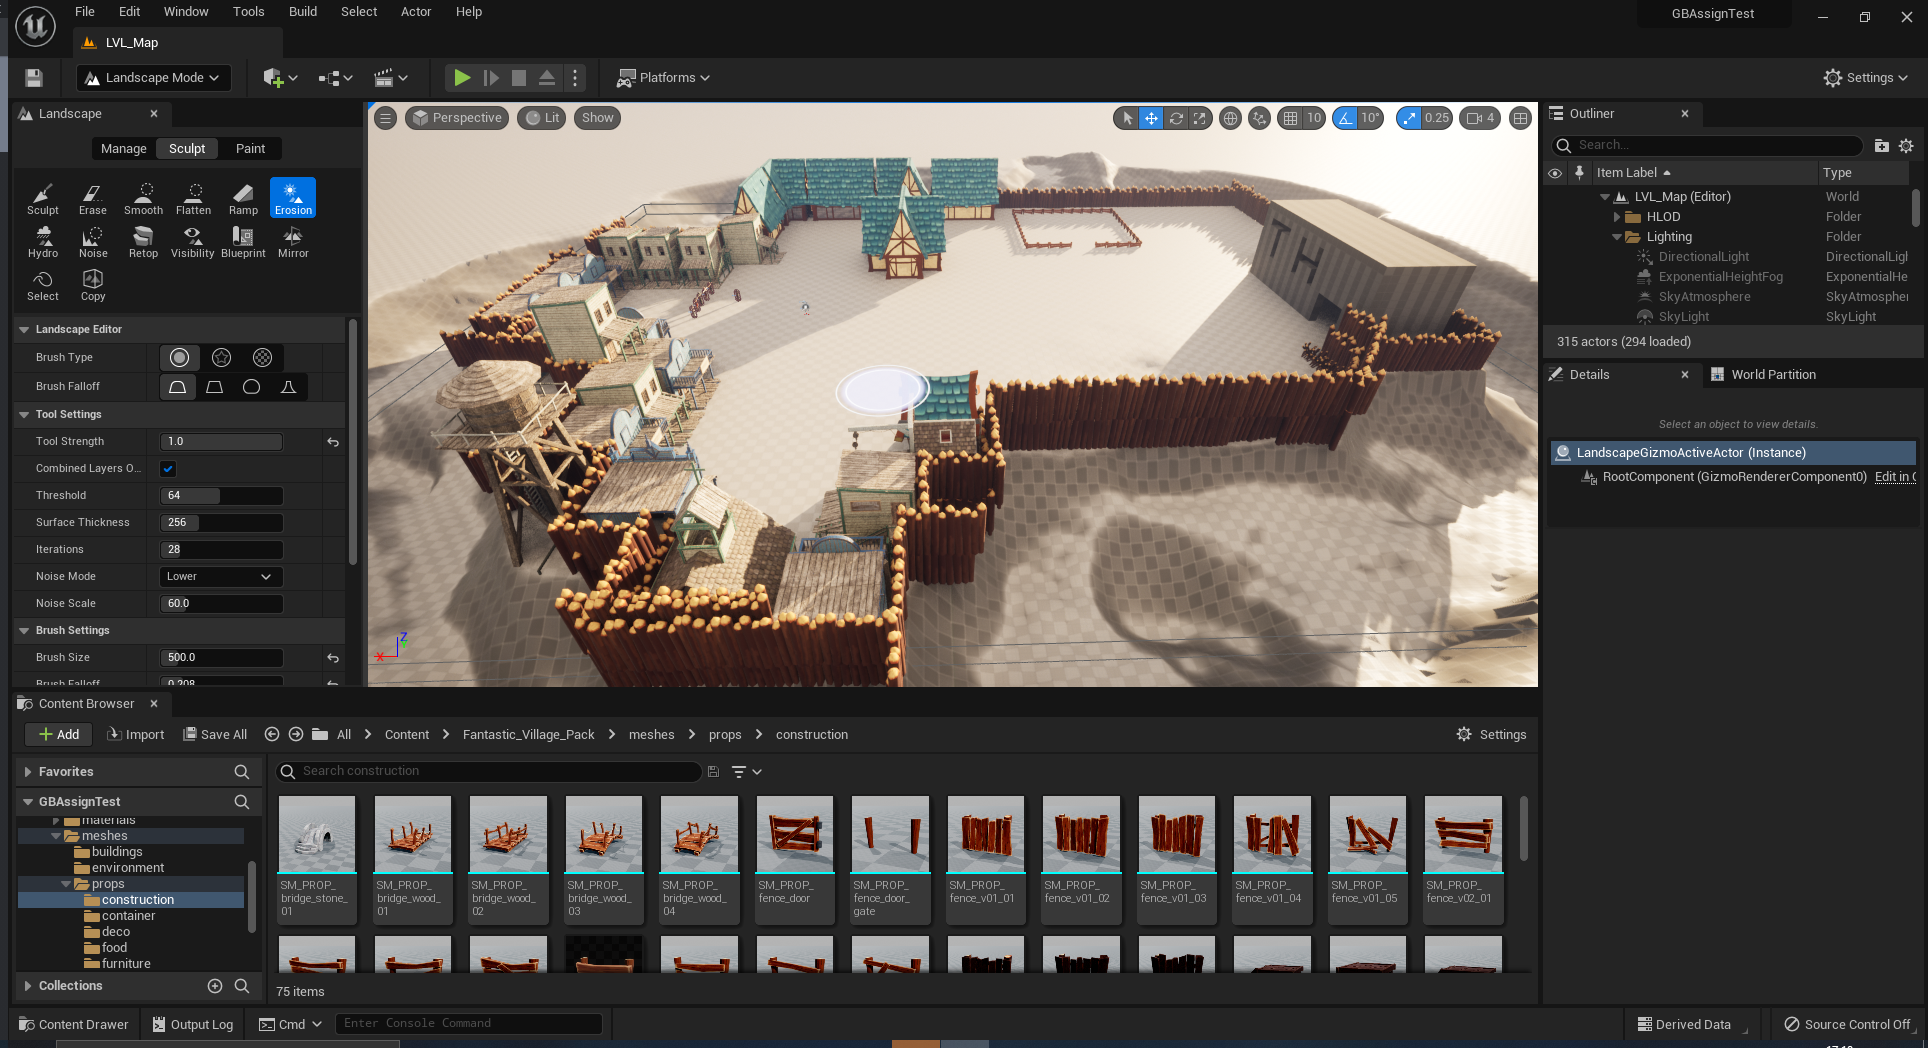 File Edit Window Tools Build Select Actor Help
GBAssignTest
LVL_Map
Landscape Mode
Platforms
Settings
Landscape
Manage Sculpt Paint
Sculpt Erase Smooth Flatten Ramp Erosion
Hydro Noise Retop Visibility Blueprint Mirror
Select Copy
Landscape Editor
Brush Type
Brush Falloff
Tool Settings
Tool Strength 1.0
Combined Layers O...
Threshold 64
Surface Thickness 256
Iterations 28
Noise Mode Lower
Noise Scale 60.0
Brush Settings
Brush Size 500.0
Brush Falloff 0.208
Perspective Lit Show
10 10° 0.25 4
TH
Z
X
Outliner
Search...
Item Label Type
LVL_Map (Editor) World
HLOD Folder
Lighting Folder
DirectionalLight DirectionalLigh
ExponentialHeightFog ExponentialHe
SkyAtmosphere SkyAtmospher
SkyLight SkyLight
315 actors (294 loaded)
Details World Partition
Select an object to view details.
LandscapeGizmoActiveActor (Instance)
RootComponent (GizmoRendererComponent0) Edit in C
Content Browser
Add Import Save All All Content Fantastic_Village_Pack meshes props construction Settings
Favorites
GBAssignTest
materials
meshes
buildings
environment
props
construction
container
deco
food
furniture
Collections
Search construction
SM_PROP_bridge_stone_01
SM_PROP_bridge_wood_01
SM_PROP_bridge_wood_02
SM_PROP_bridge_wood_03
SM_PROP_bridge_wood_04
SM_PROP_fence_door
SM_PROP_fence_door_gate
SM_PROP_fence_v01_01
SM_PROP_fence_v01_02
SM_PROP_fence_v01_03
SM_PROP_fence_v01_04
SM_PROP_fence_v01_05
SM_PROP_fence_v02_01
75 items
Content Drawer Output Log Cmd Enter Console Command
Derived Data Source Control Off